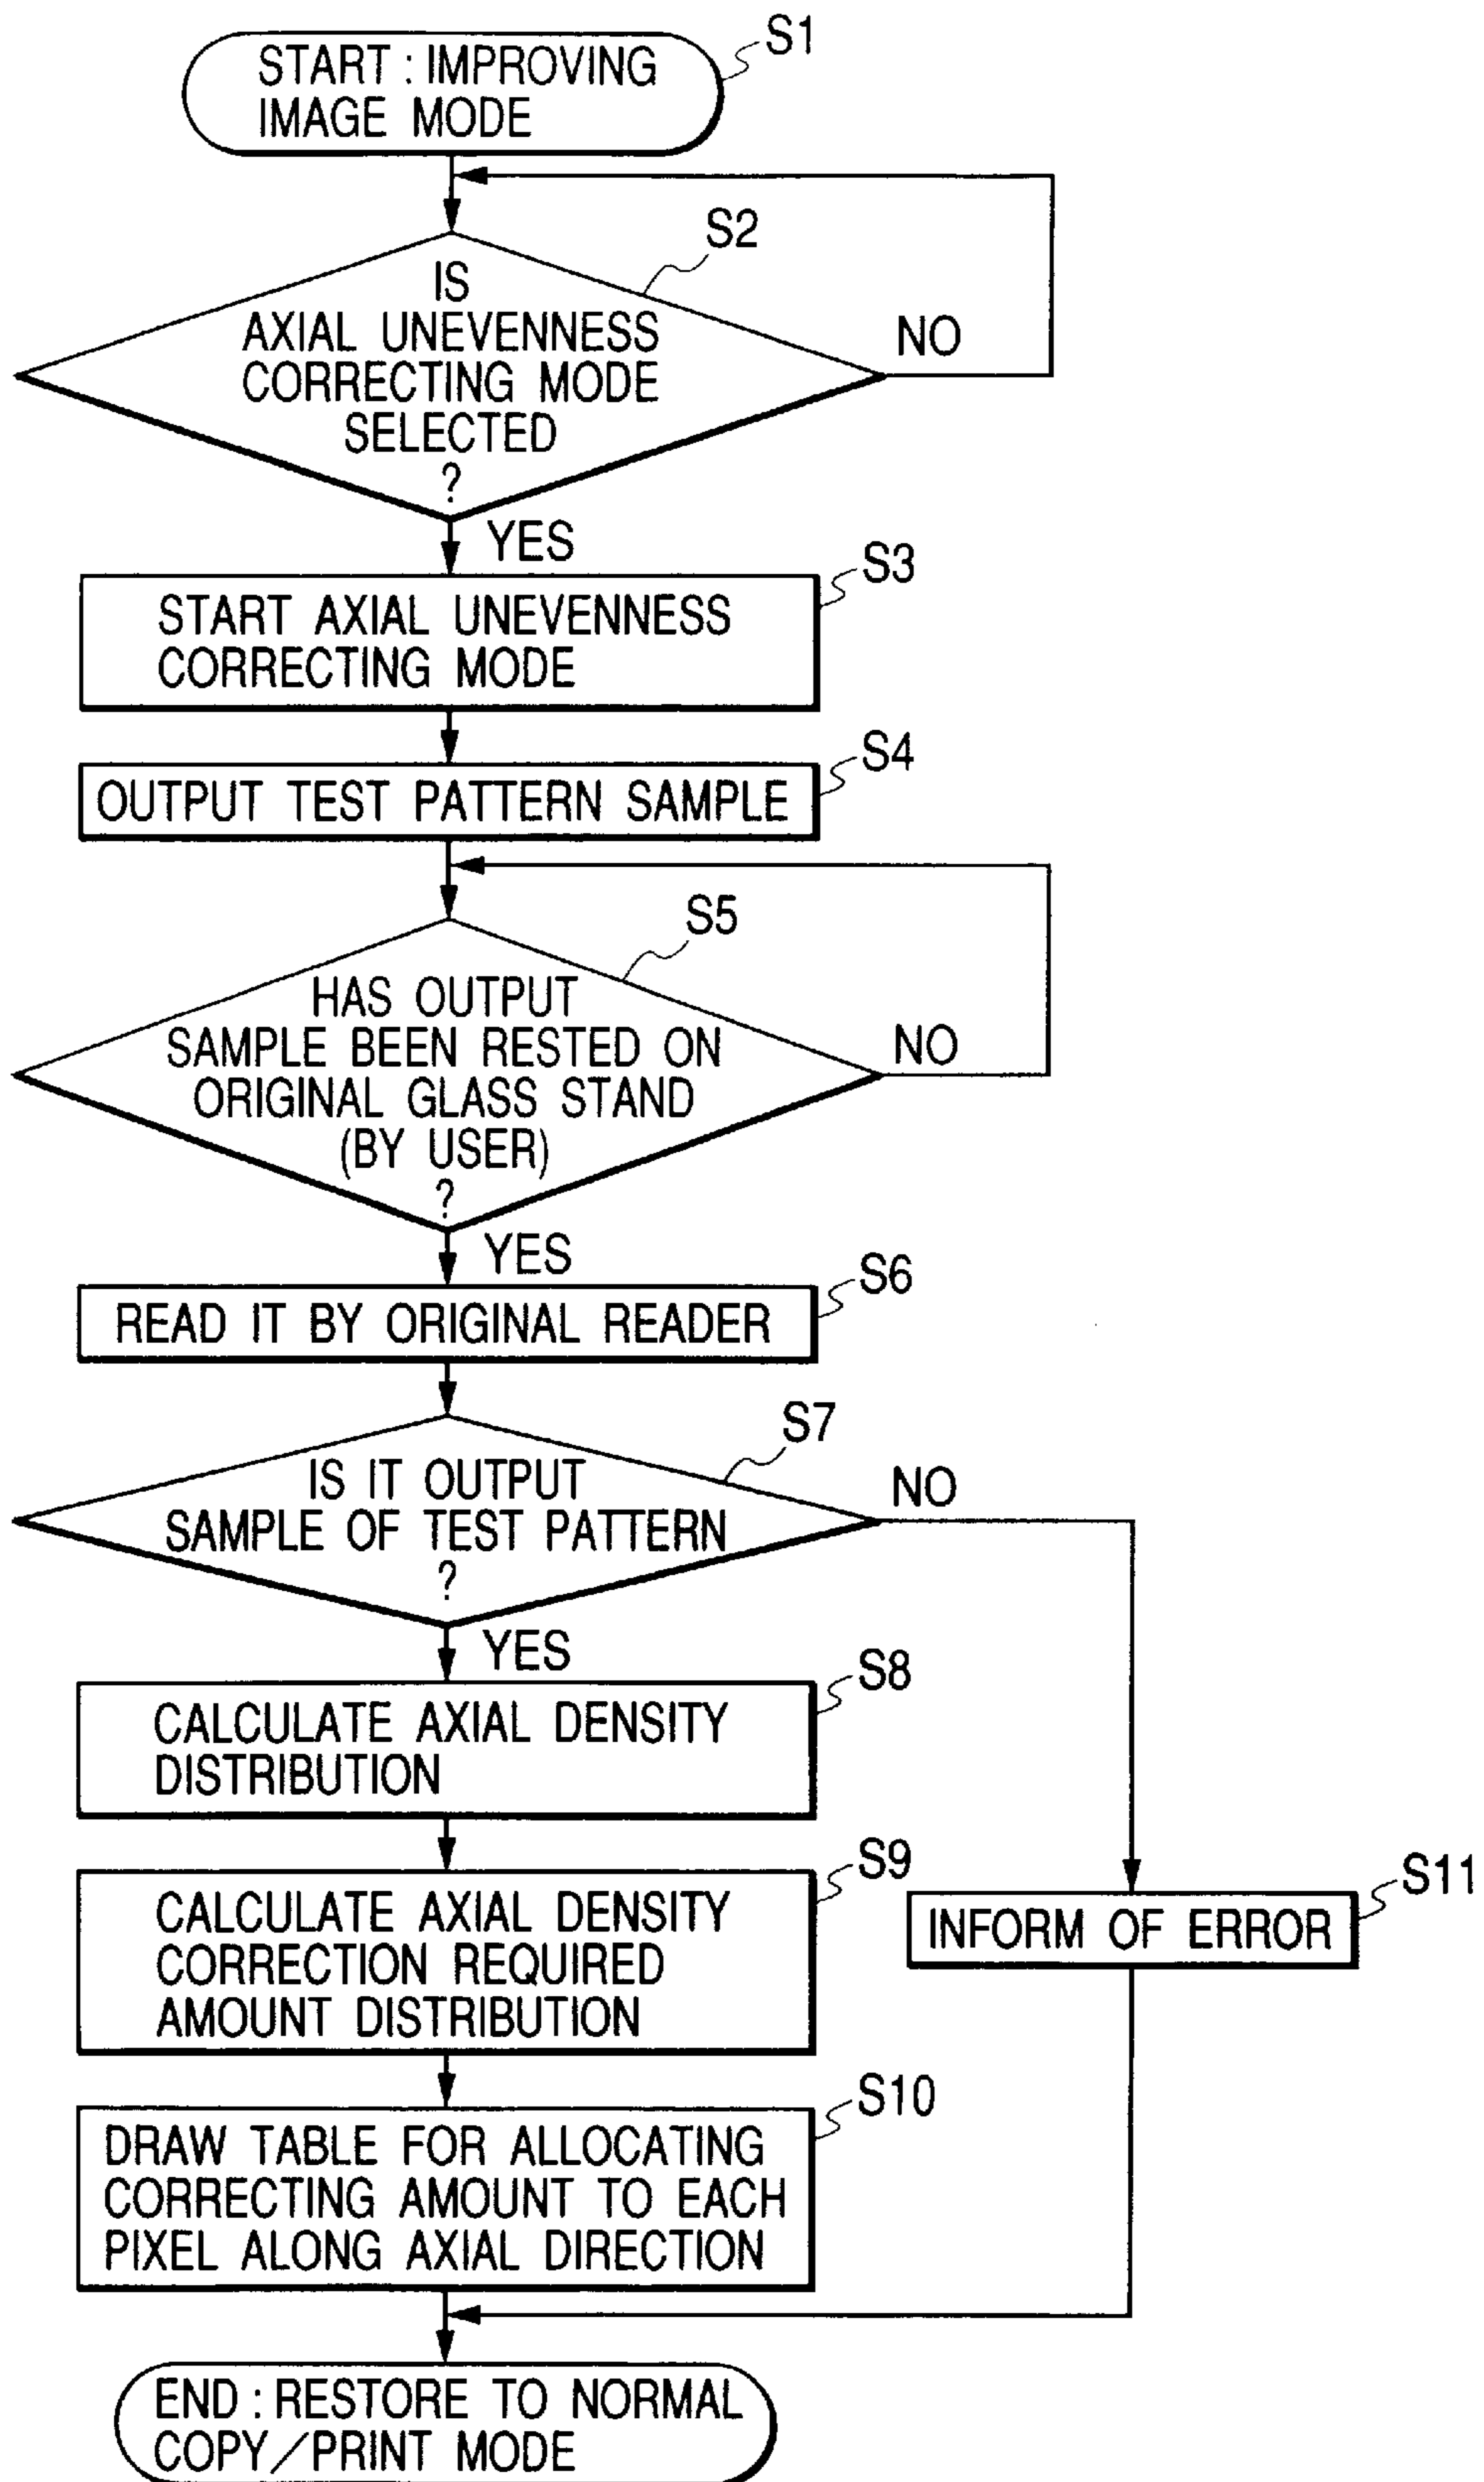 START : IMPROVING
IMAGE MODE
S1
S2
IS
AXIAL UNEVENNESS
CORRECTING MODE
SELECTED
?
NO
YES
S3
START AXIAL UNEVENNESS
CORRECTING MODE
S4
OUTPUT TEST PATTERN SAMPLE
S5
HAS OUTPUT
SAMPLE BEEN RESTED ON
ORIGINAL GLASS STAND
(BY USER)
?
NO
YES
S6
READ IT BY ORIGINAL READER
S7
IS IT OUTPUT
SAMPLE OF TEST PATTERN
?
NO
YES
S8
CALCULATE AXIAL DENSITY
DISTRIBUTION
S9
CALCULATE AXIAL DENSITY
CORRECTION REQUIRED
AMOUNT DISTRIBUTION
S11
INFORM OF ERROR
S10
DRAW TABLE FOR ALLOCATING
CORRECTING AMOUNT TO EACH
PIXEL ALONG AXIAL DIRECTION
END : RESTORE TO NORMAL
COPY/PRINT MODE